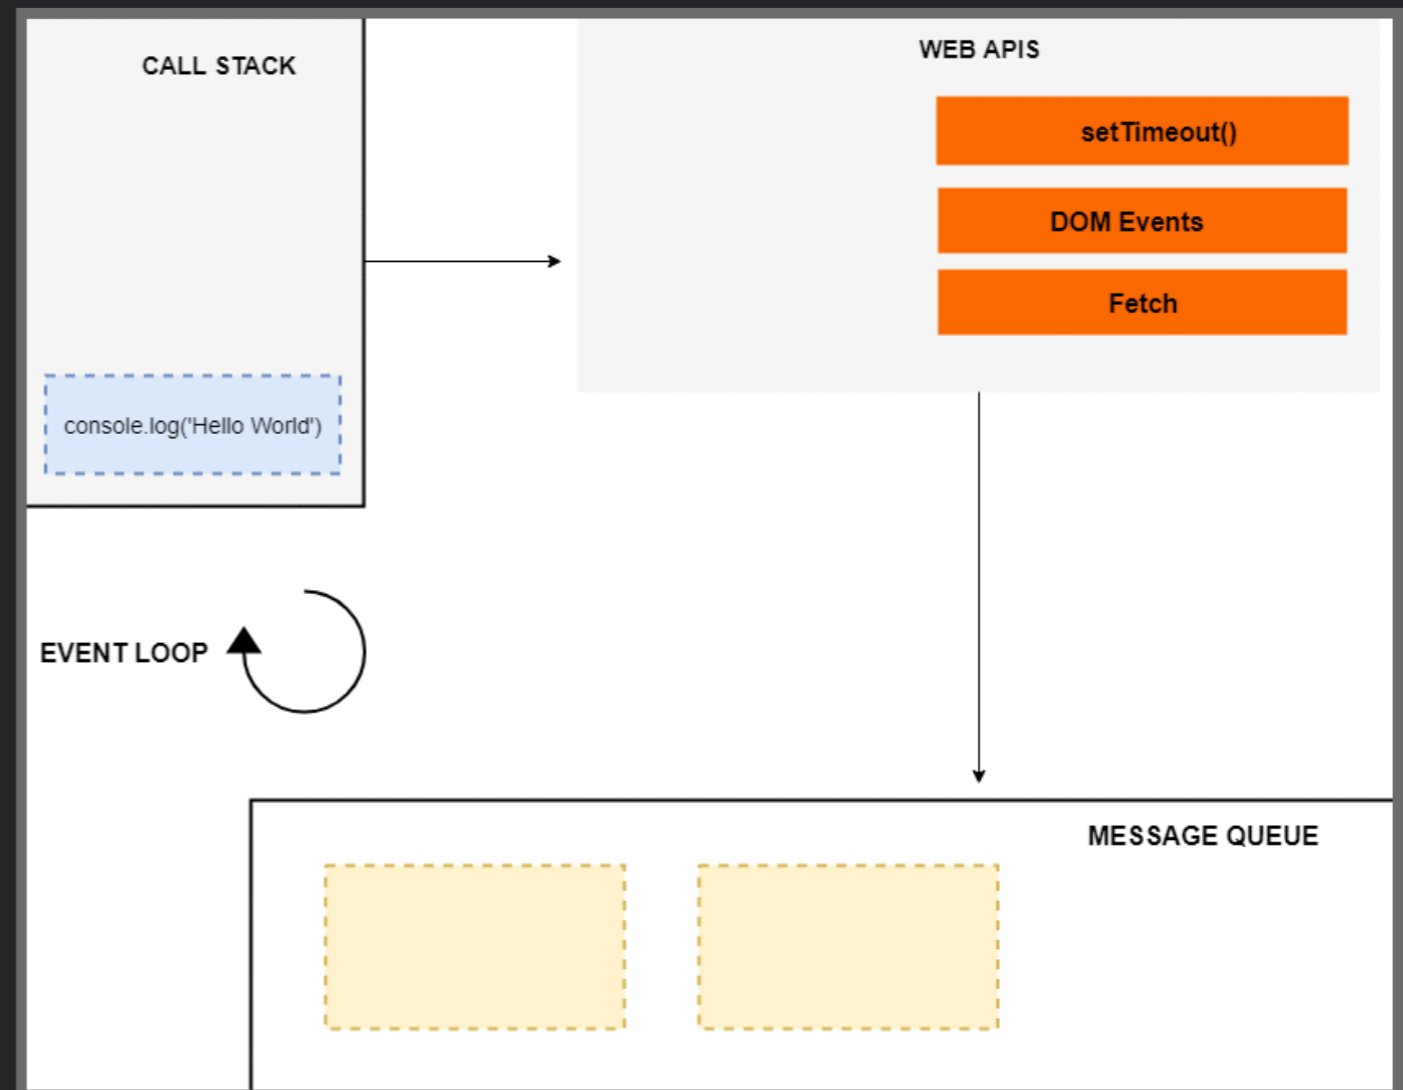 CALL STACK
WEB APIS
setTimeout()
DOM Events
Fetch
console.log('Hello World')
EVENT LOOP
MESSAGE QUEUE